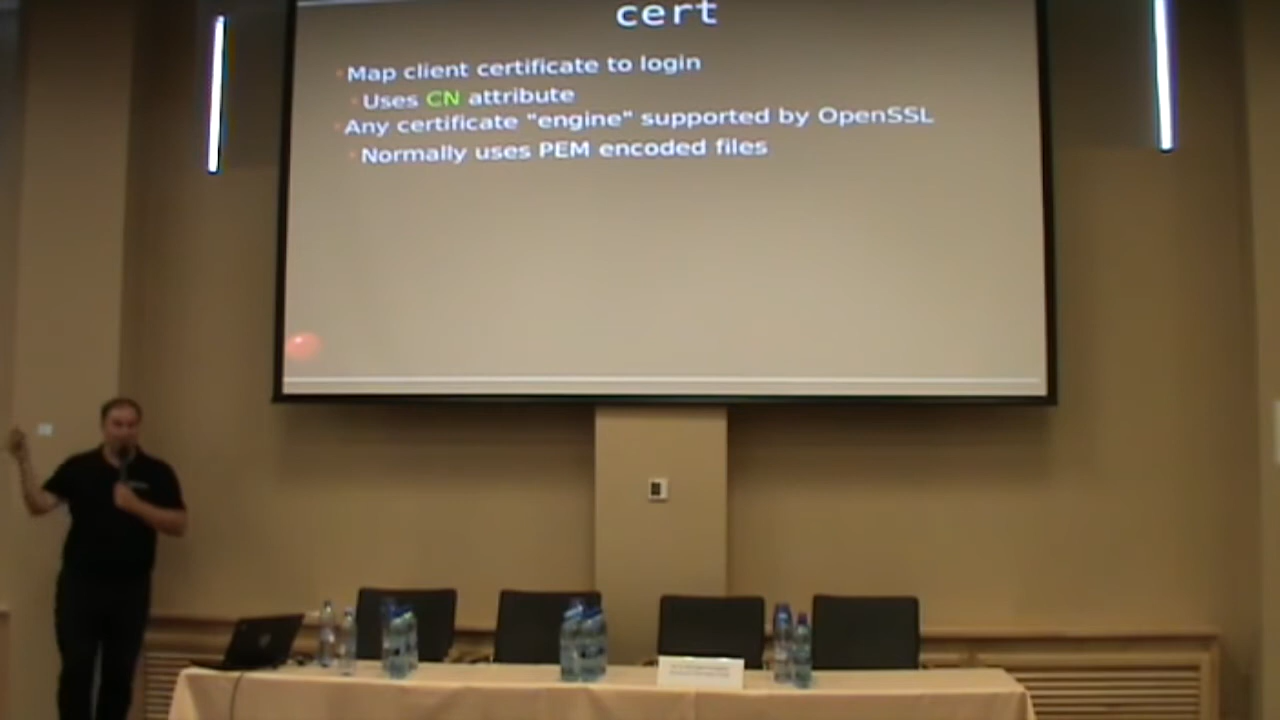 cert
Map client certificate to login
Uses CN attribute
Any certificate "engine" supported by OpenSSL
Normally uses PEM encoded files